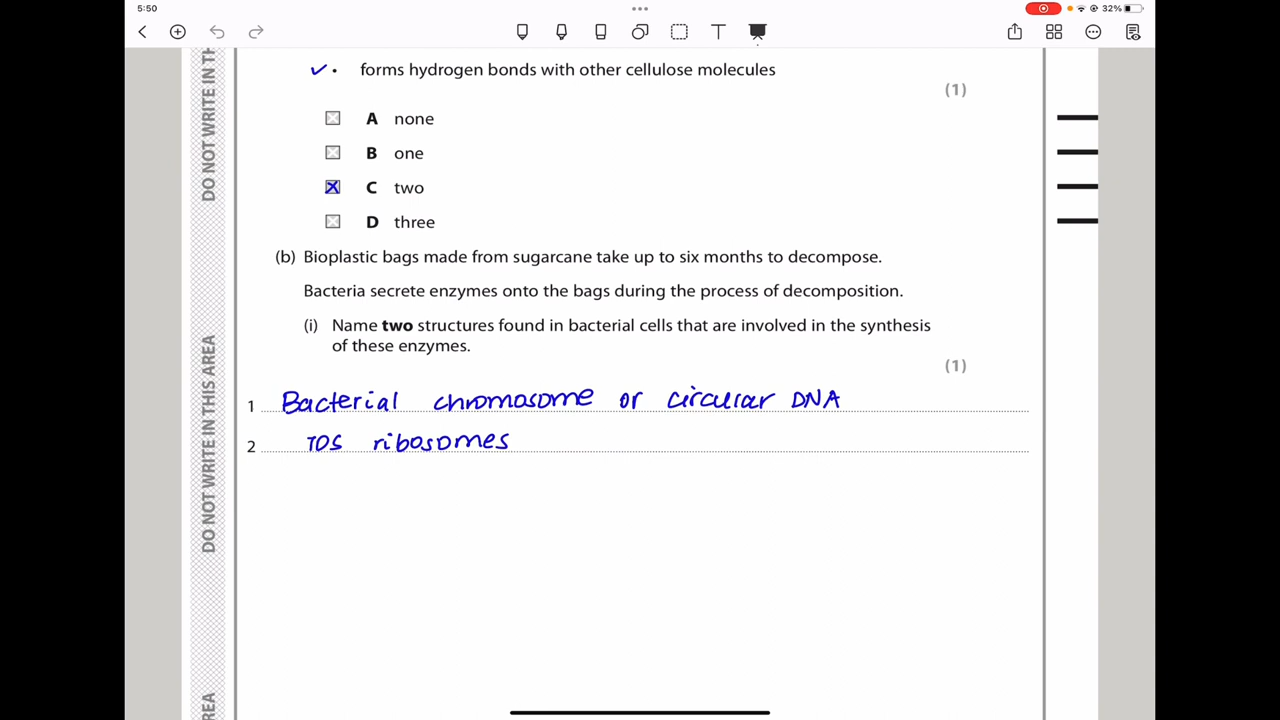 5:50
32%
T
forms hydrogen bonds with other cellulose molecules
(1)
A none
B one
C two
D three
(b) Bioplastic bags made from sugarcane take up to six months to decompose.
Bacteria secrete enzymes onto the bags during the process of decomposition.
(i) Name two structures found in bacterial cells that are involved in the synthesis
of these enzymes.
(1)
1 Bacterial chromosome or circular DNA
2 70S ribosomes
DO NOT WRITE IN TH
DO NOT WRITE IN THIS AREA
REA